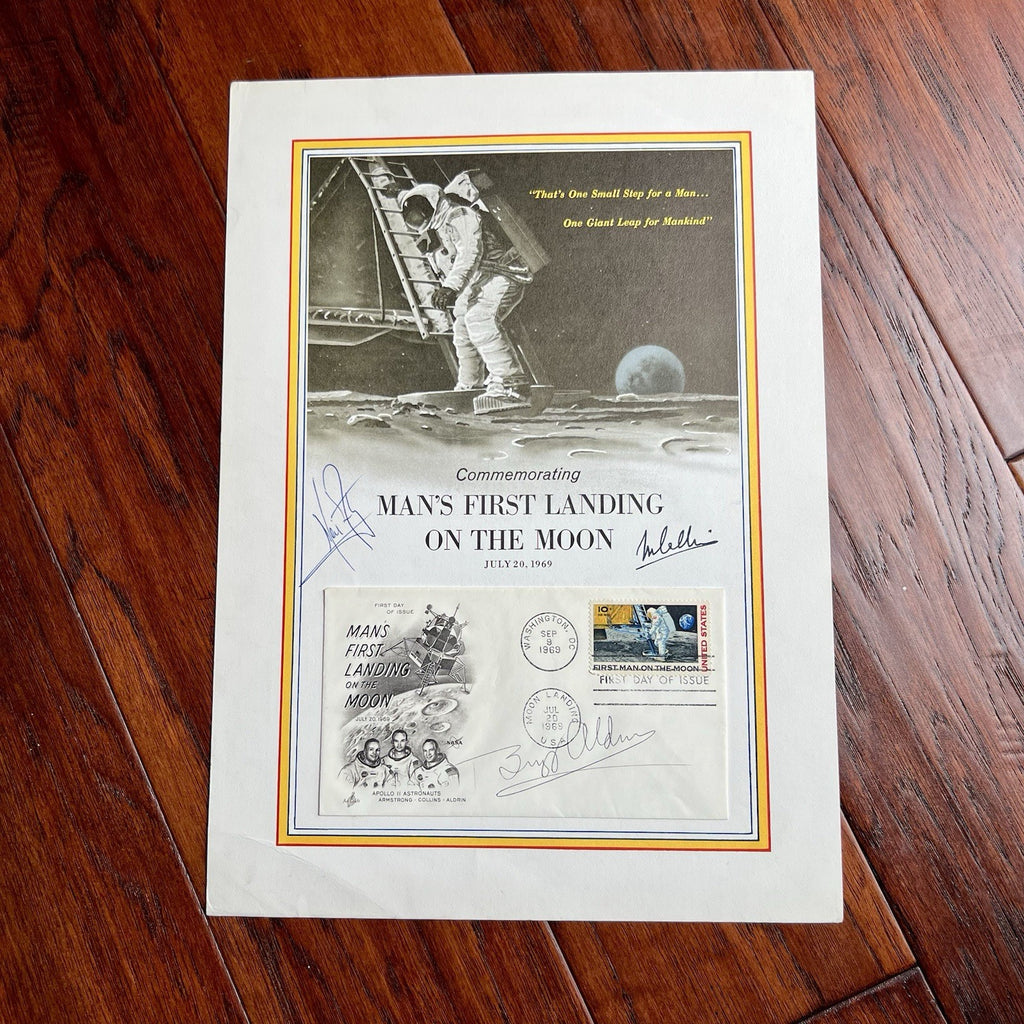 "That's One Small Step for a Man...
One Giant Leap for Mankind"
Commemorating
MAN'S FIRST LANDING
ON THE MOON
JULY 20, 1969
FIRST DAY
OF ISSUE
MAN'S
FIRST
LANDING
ON THE
MOON
JULY 20, 1969
NASA
APOLLO 11 ASTRONAUTS
ARMSTRONG - COLLINS - ALDRIN
WASHINGTON, DC
SEP
9
1969
10
UNITED STATES
FIRST MAN ON THE MOON
FIRST DAY OF ISSUE
MOON LANDING
JUL
20
1969
USA
Buzz Aldrin